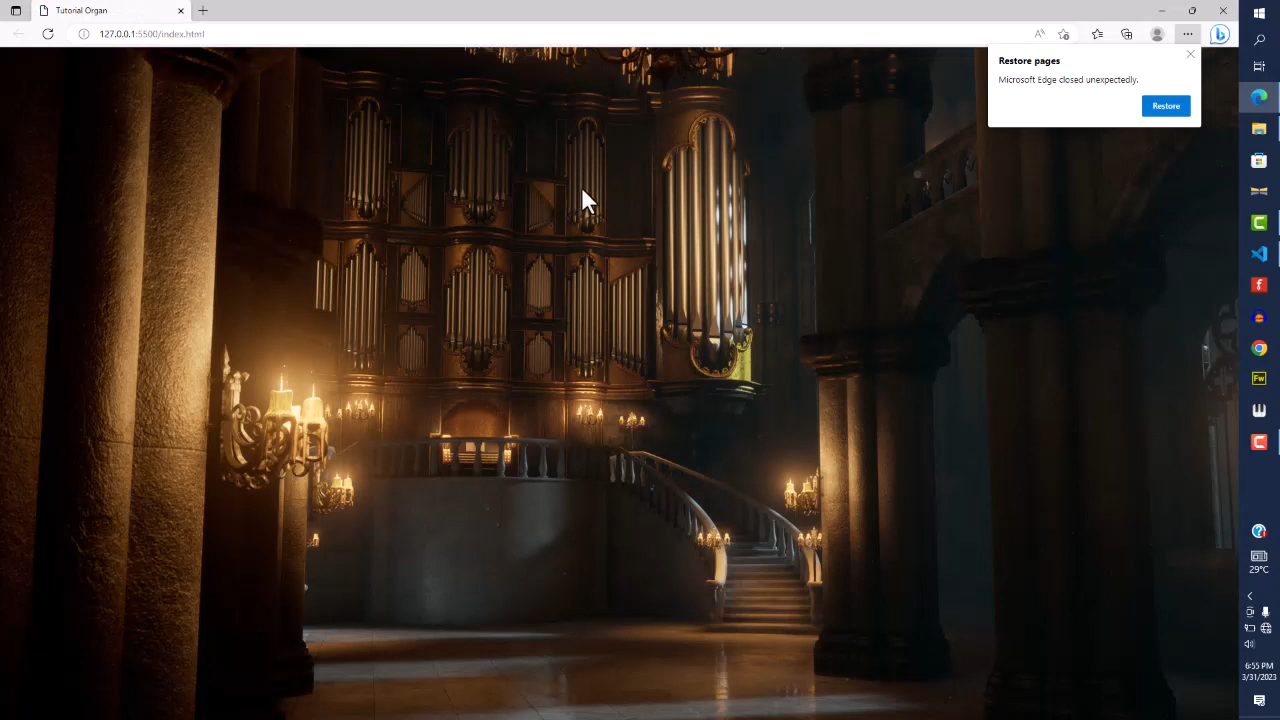 Tutorial Organ
127.0.0.1:5500/index.html
Restore pages
Microsoft Edge closed unexpectedly.
Restore
Fw
29°C
6:55 PM
3/31/2023